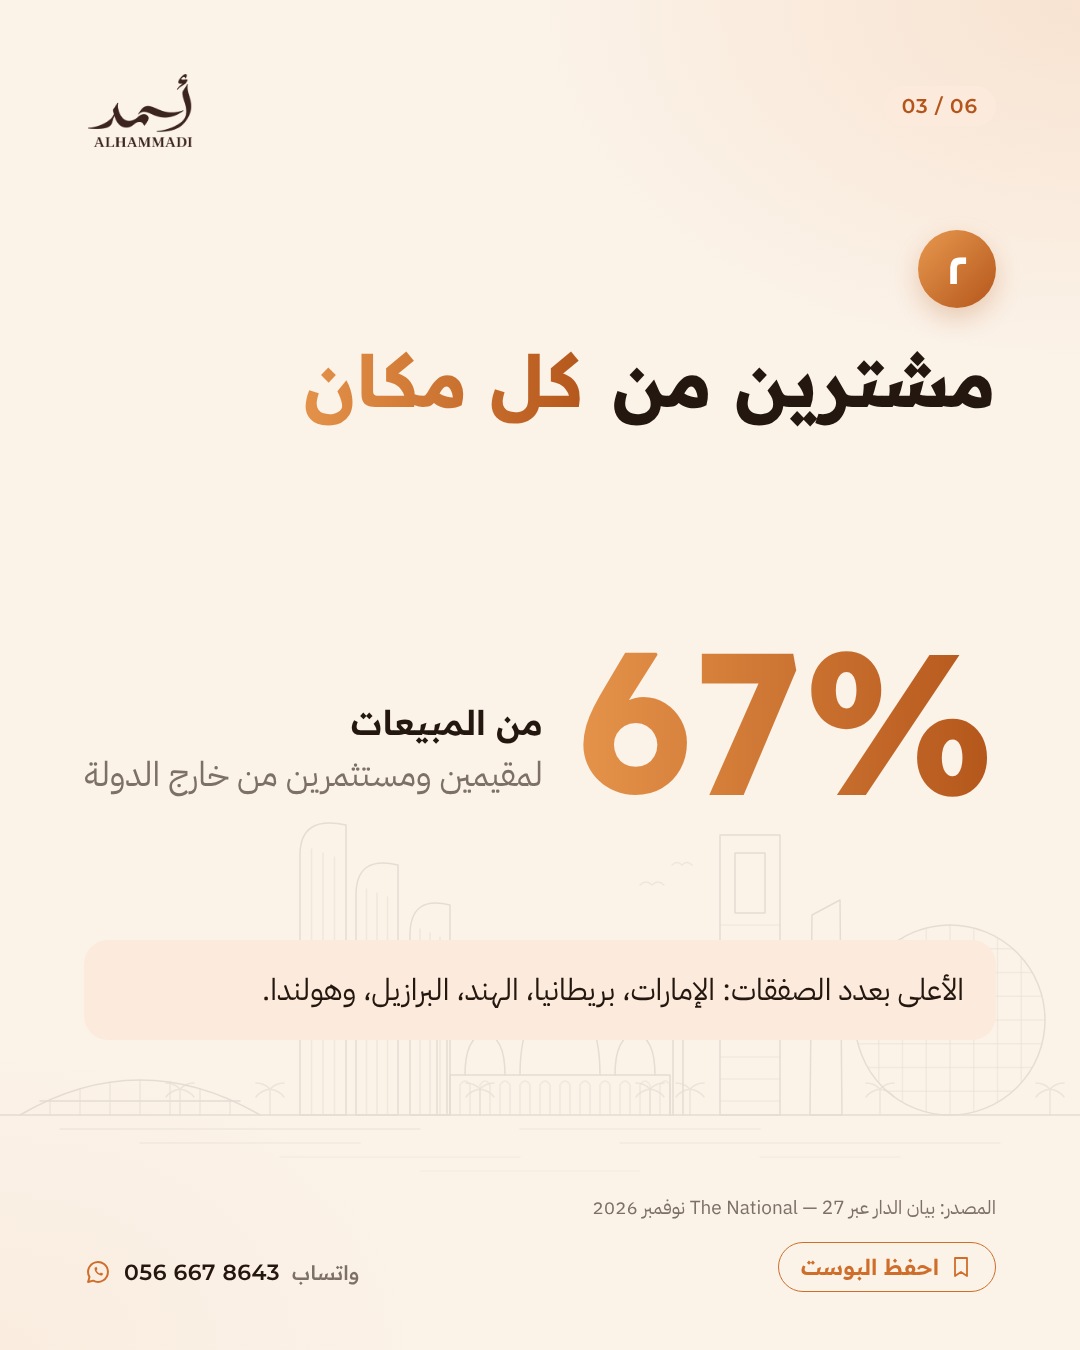 أحمد
ALHAMMADI
03 / 06
٢
مشترين من كل مكان
67%
من المبيعات
لمقيمين ومستثمرين من خارج الدولة
الأعلى بعدد الصفقات: الإمارات، بريطانيا، الهند، البرازيل، وهولندا.
المصدر: بيان الدار عبر The National — 27 نوفمبر 2026
احفظ البوست
واتساب 056 667 8643